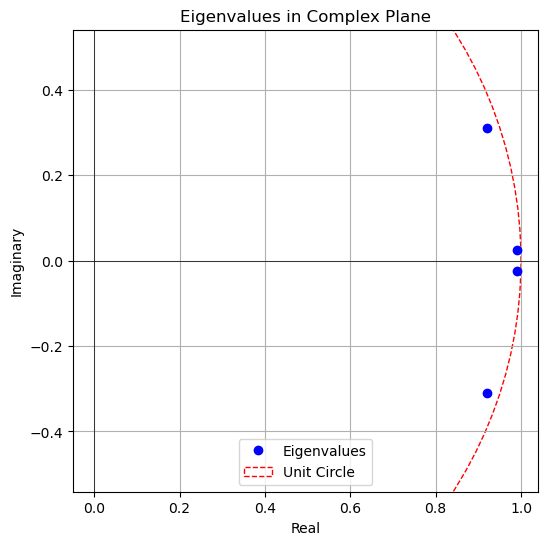 Eigenvalues in Complex Plane
Imaginary
0.4
0.2
0.0
−0.2
−0.4
Eigenvalues
Unit Circle
0.0 0.2 0.4 0.6 0.8 1.0
Real